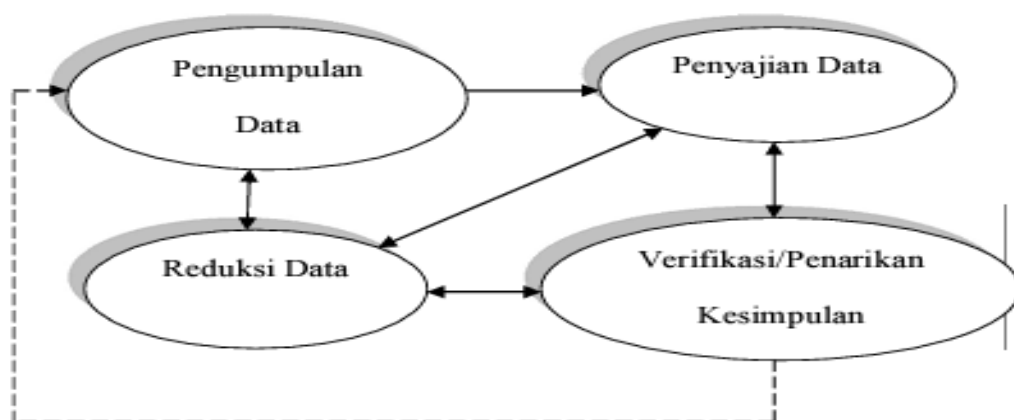 Pengumpulan
Data
Penyajian Data
Reduksi Data
Verifikasi/Penarikan
Kesimpulan